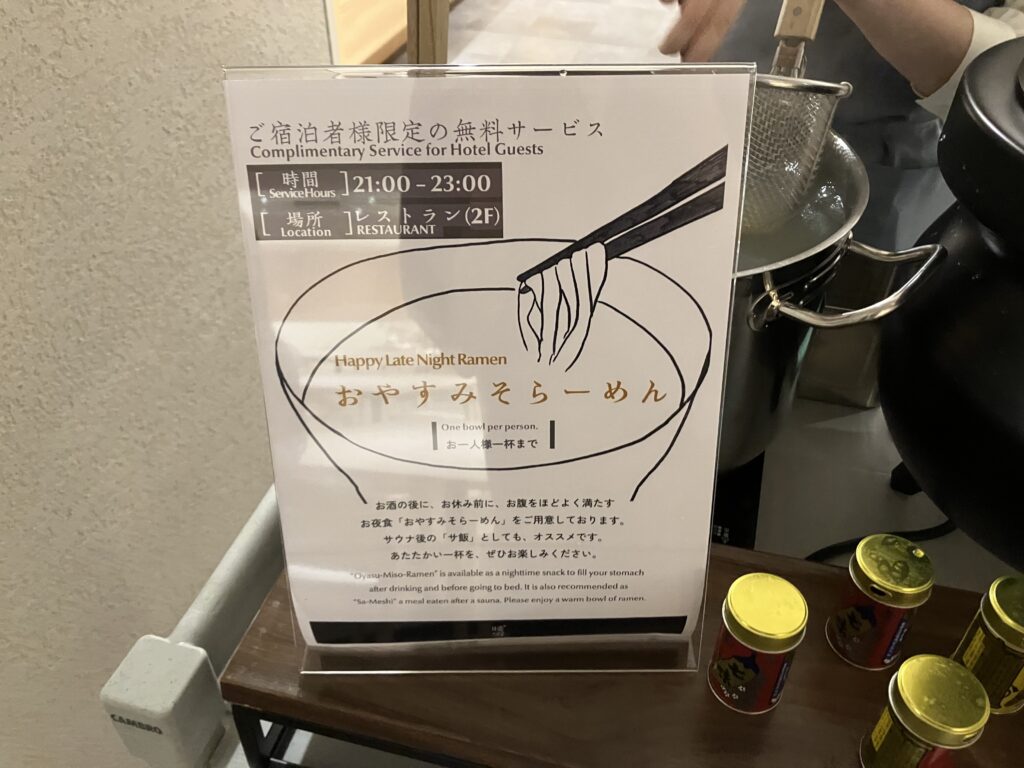 ご宿泊者様限定の無料サービス
Complimentary Service for Hotel Guests
[ 時間 Service Hours ] 21:00 – 23:00
[ 場所 Location ] レストラン(2F) RESTAURANT
Happy Late Night Ramen
おやすみそらーめん
One bowl per person.
お一人様一杯まで
お酒の後に、お休み前に、お腹をほどよく満たす
お夜食「おやすみそらーめん」をご用意しております。
サウナ後の「サ飯」としても、オススメです。
あたたかい一杯を、ぜひお楽しみください。
"Oyasu-Miso-Ramen" is available as a nighttime snack to fill your stomach
after drinking and before going to bed. It is also recommended as
"Sa-Meshi" a meal eaten after a sauna. Please enjoy a warm bowl of ramen.
CAMBRO